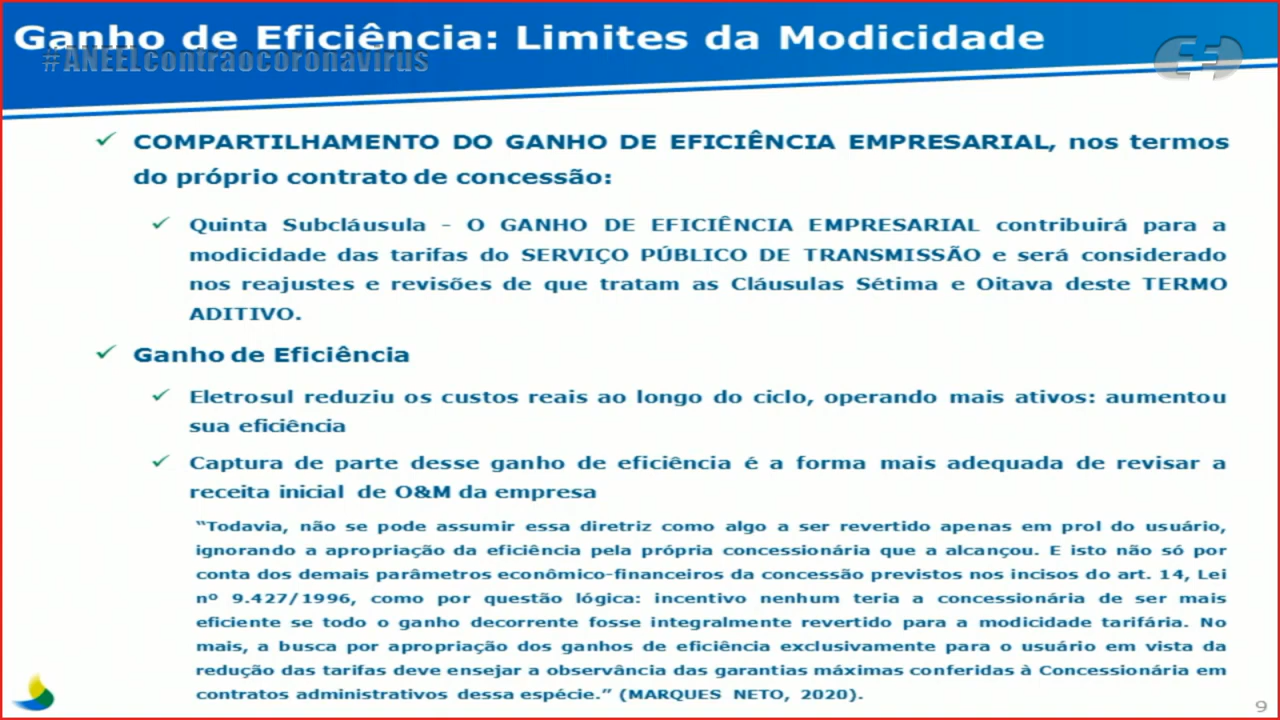 Ganho de Eficiência: Limites da Modicidade
#ANEELcontraocoronavirus
COMPARTILHAMENTO DO GANHO DE EFICIÊNCIA EMPRESARIAL, nos termos
do próprio contrato de concessão:
Quinta Subcláusula - O GANHO DE EFICIÊNCIA EMPRESARIAL contribuirá para a
modicidade das tarifas do SERVIÇO PÚBLICO DE TRANSMISSÃO e será considerado
nos reajustes e revisões de que tratam as Cláusulas Sétima e Oitava deste TERMO
ADITIVO.
Ganho de Eficiência
Eletrosul reduziu os custos reais ao longo do ciclo, operando mais ativos: aumentou
sua eficiência
Captura de parte desse ganho de eficiência é a forma mais adequada de revisar a
receita inicial de O&M da empresa
“Todavia, não se pode assumir essa diretriz como algo a ser revertido apenas em prol do usuário,
ignorando a apropriação da eficiência pela própria concessionária que a alcançou. E isto não só por
conta dos demais parâmetros econômico-financeiros da concessão previstos nos incisos do art. 14, Lei
nº 9.427/1996, como por questão lógica: incentivo nenhum teria a concessionária de ser mais
eficiente se todo o ganho decorrente fosse integralmente revertido para a modicidade tarifária. No
mais, a busca por apropriação dos ganhos de eficiência exclusivamente para o usuário em vista da
redução das tarifas deve ensejar a observância das garantias máximas conferidas à Concessionária em
contratos administrativos dessa espécie.” (MARQUES NETO, 2020).
9